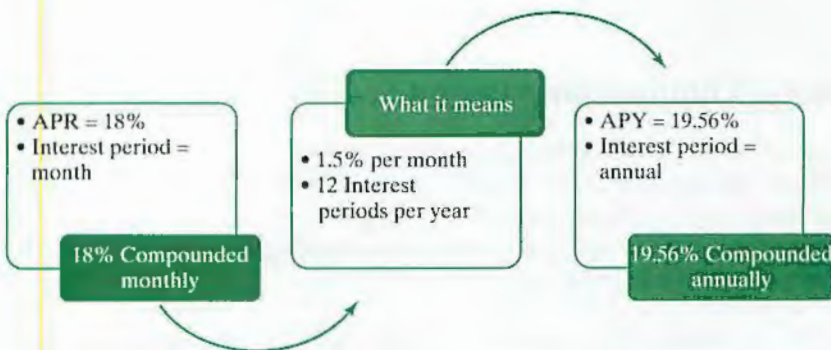 • APR = 18%
• Interest period =
month
18% Compounded
monthly
What it means
• 1.5% per month
• 12 Interest
periods per year
• APY = 19.56%
• Interest period =
annual
19.56% Compounded
annually